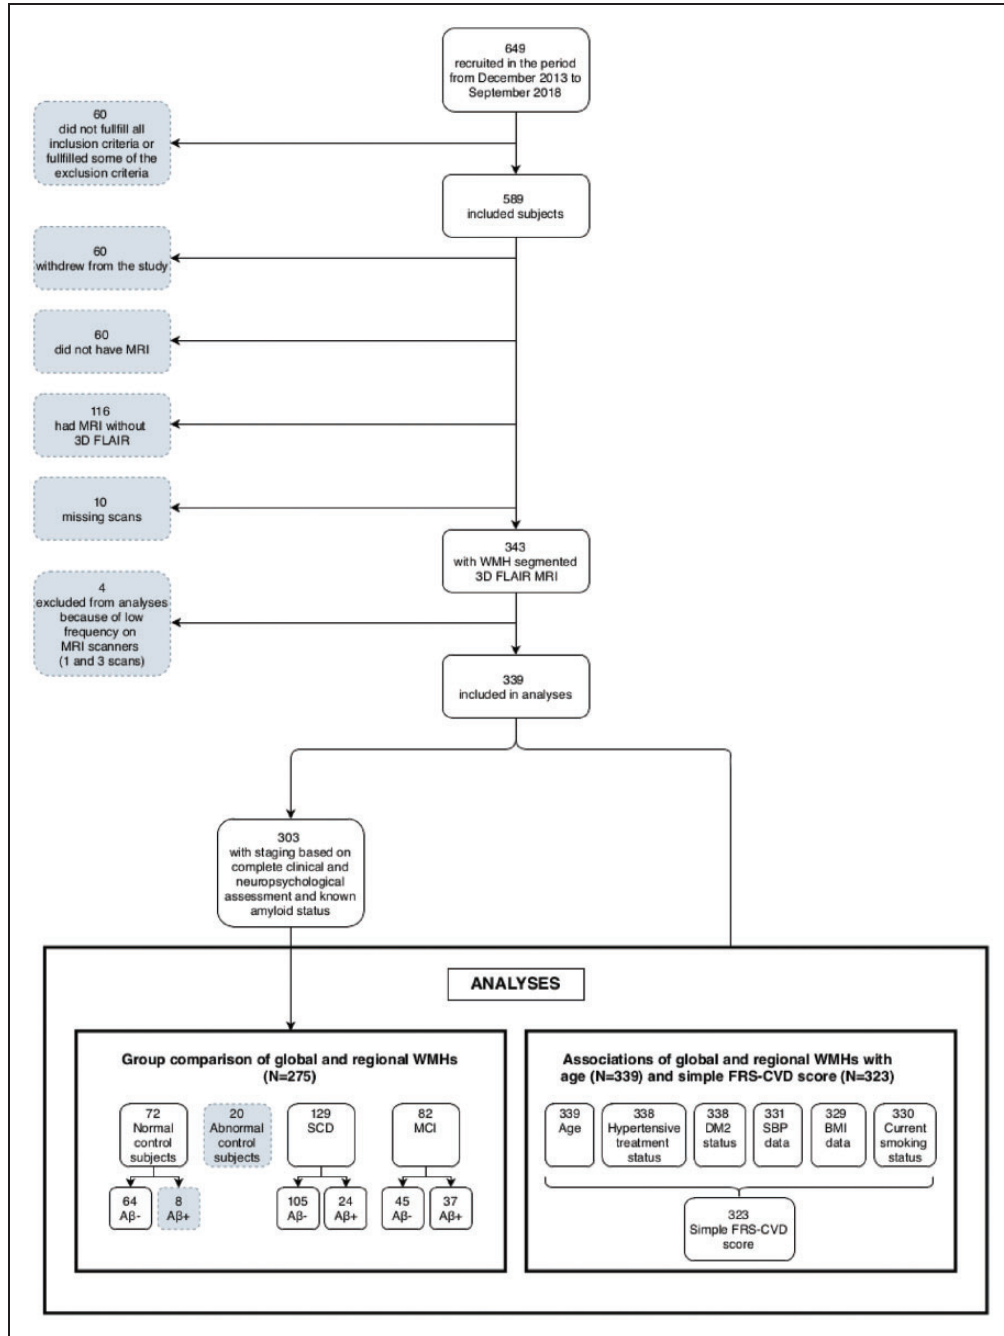 649
recruited in the period
from December 2013 to
September 2018
60
did not fullfill all
inclusion criteria or
fullfilled some of the
exclusion criteria
589
included subjects
60
withdrew from the study
60
did not have MRI
116
had MRI without
3D FLAIR
10
missing scans
343
with WMH segmented
3D FLAIR MRI
4
excluded from analyses
because of low
frequency on
MRI scanners
(1 and 3 scans)
339
included in analyses
303
with staging based on
complete clinical and
neuropsychological
assessment and known
amyloid status
ANALYSES
Group comparison of global and regional WMHs
(N=275)
72
Normal
control
subjects
20
Abnormal
control
subjects
129
SCD
82
MCI
64
Aβ-
8
Aβ+
105
Aβ-
24
Aβ+
45
Aβ-
37
Aβ+
Associations of global and regional WMHs with
age (N=339) and simple FRS-CVD score (N=323)
339
Age
338
Hypertensive
treatment
status
338
DM2
status
331
SBP
data
329
BMI
data
330
Current
smoking
status
323
Simple FRS-CVD
score